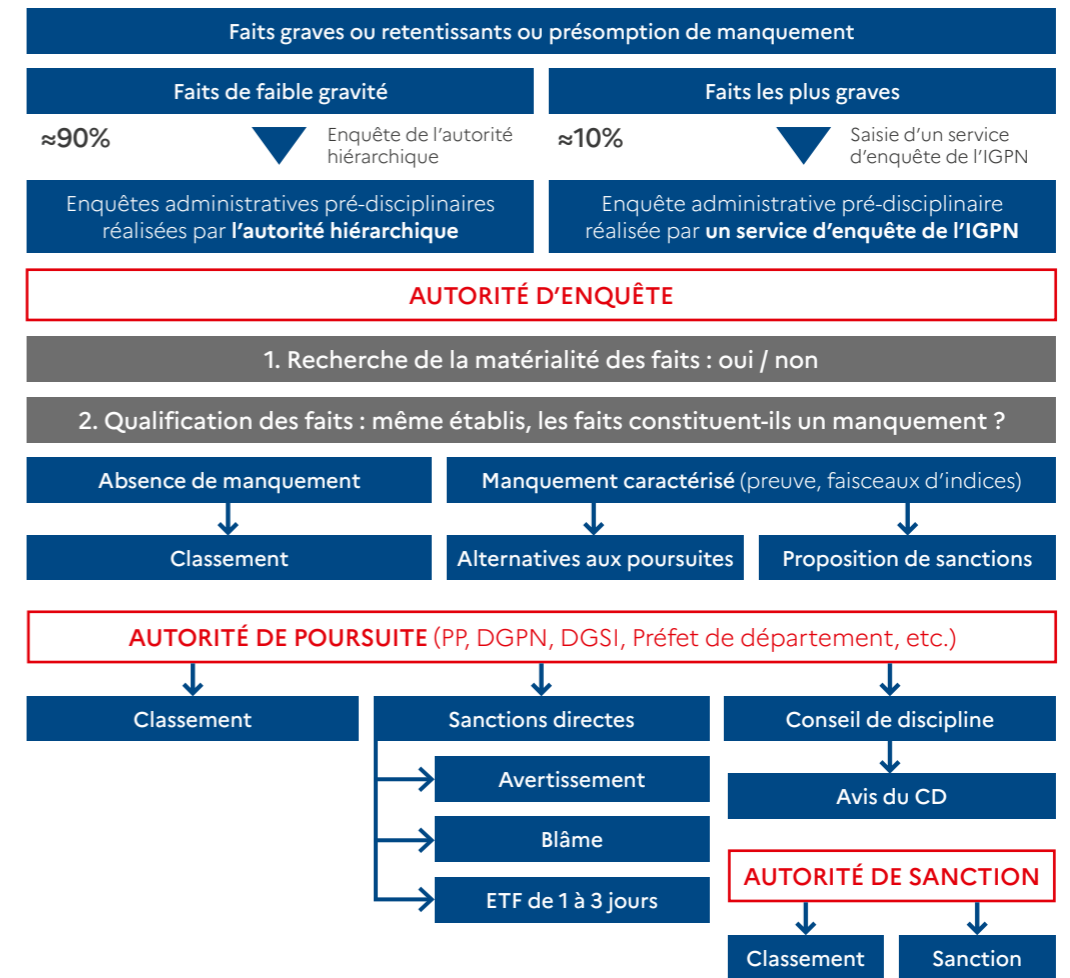 Faits graves ou retentissants ou présomption de manquement
Faits de faible gravité
Faits les plus graves
≈90%
Enquête de l'autorité
hiérarchique
≈10%
Saisie d'un service
d'enquête de l'IGPN
Enquêtes administratives pré-disciplinaires
réalisées par l'autorité hiérarchique
Enquête administrative pré-disciplinaire
réalisée par un service d'enquête de l'IGPN
AUTORITÉ D'ENQUÊTE
1. Recherche de la matérialité des faits : oui / non
2. Qualification des faits : même établis, les faits constituent-ils un manquement ?
Absence de manquement
Manquement caractérisé (preuve, faisceaux d'indices)
Classement
Alternatives aux poursuites
Proposition de sanctions
AUTORITÉ DE POURSUITE (PP, DGPN, DGSI, Préfet de département, etc.)
Classement
Sanctions directes
Conseil de discipline
Avertissement
Avis du CD
Blâme
AUTORITÉ DE SANCTION
ETF de 1 à 3 jours
Classement
Sanction